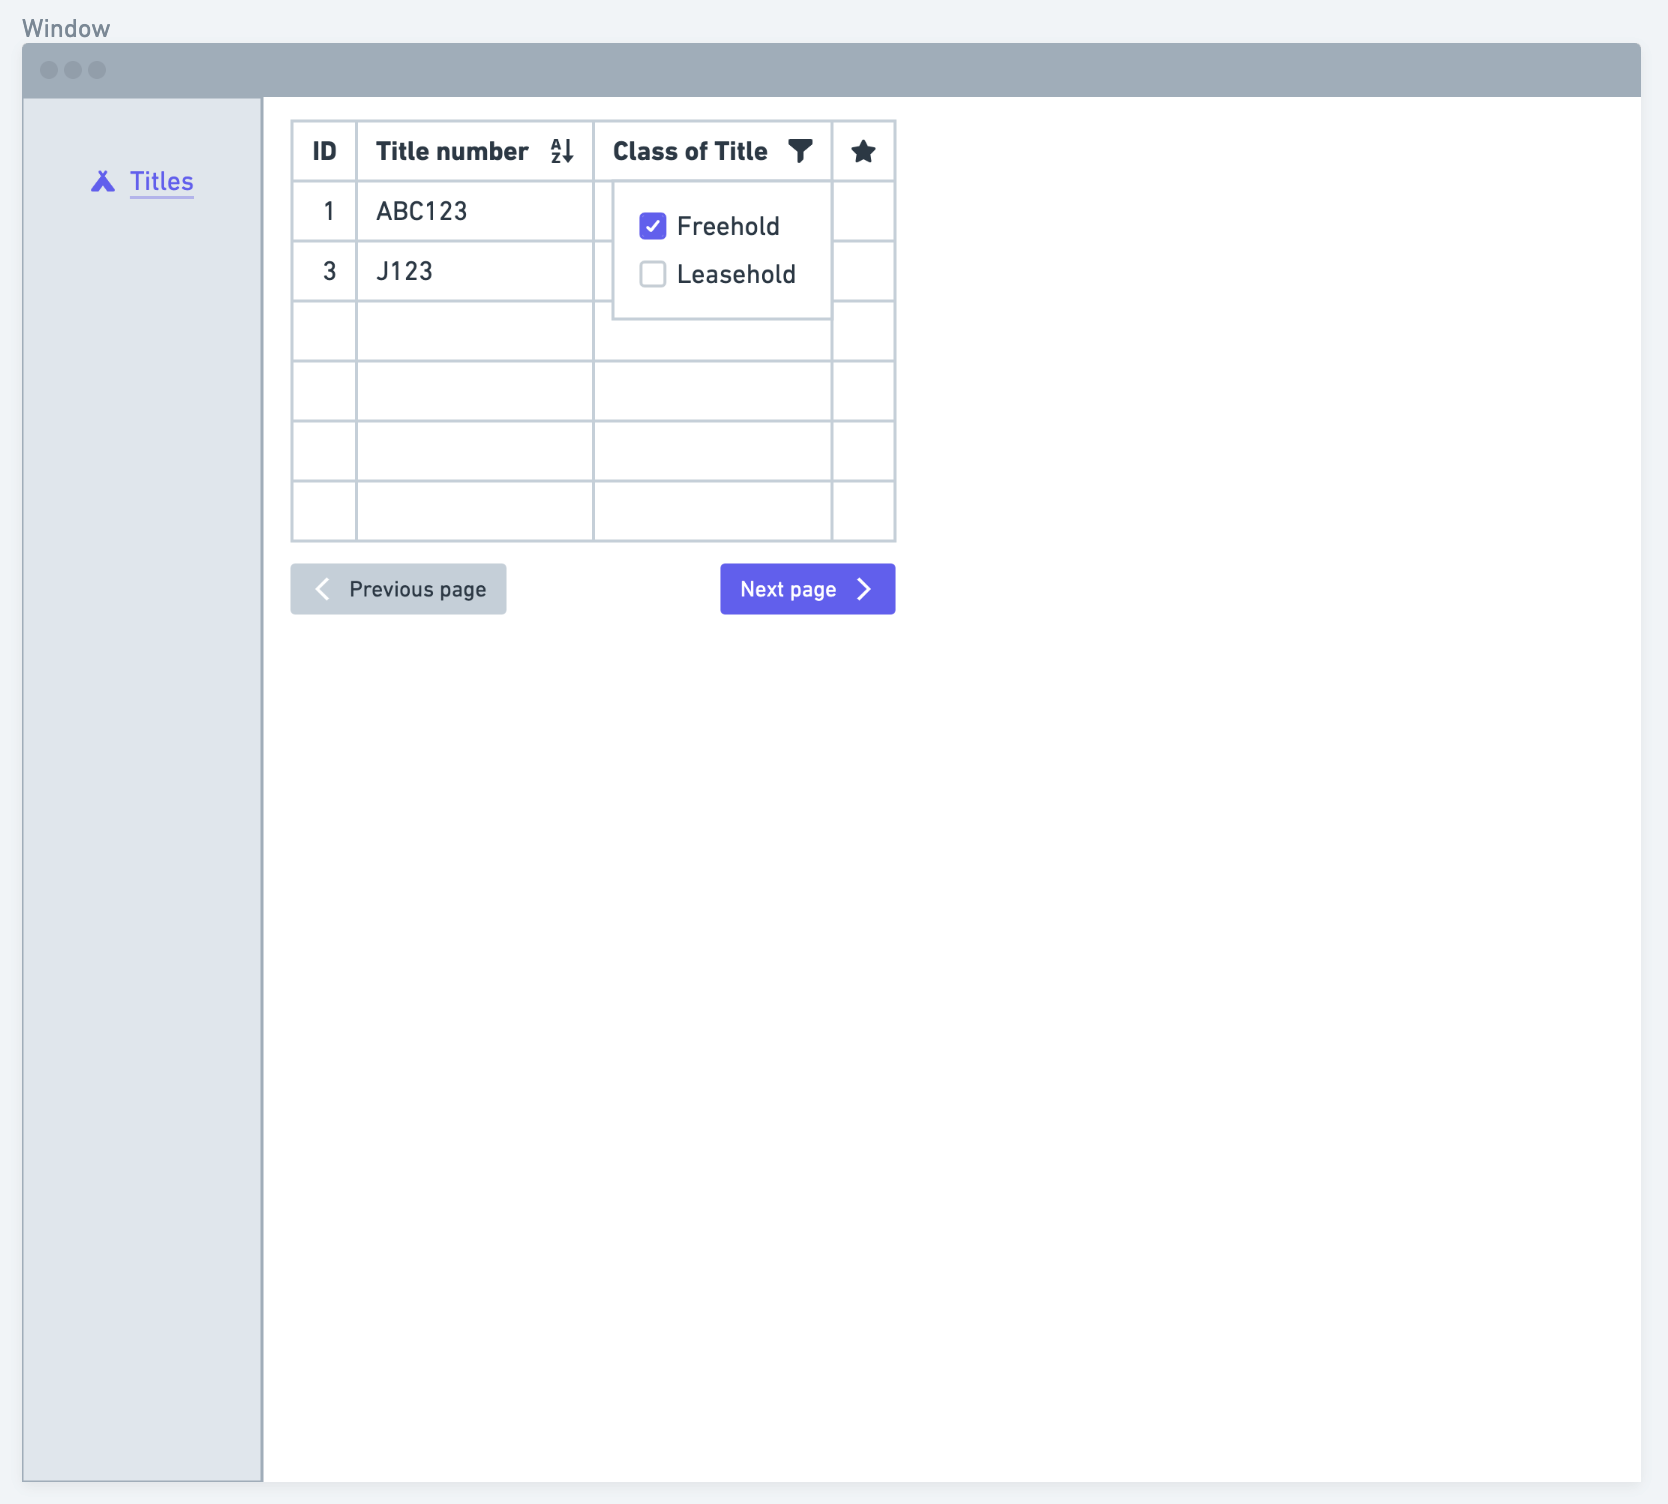 Window
Titles
ID Title number Class of Title
1 ABC123
Freehold
3 J123
Leasehold
Previous page
Next page